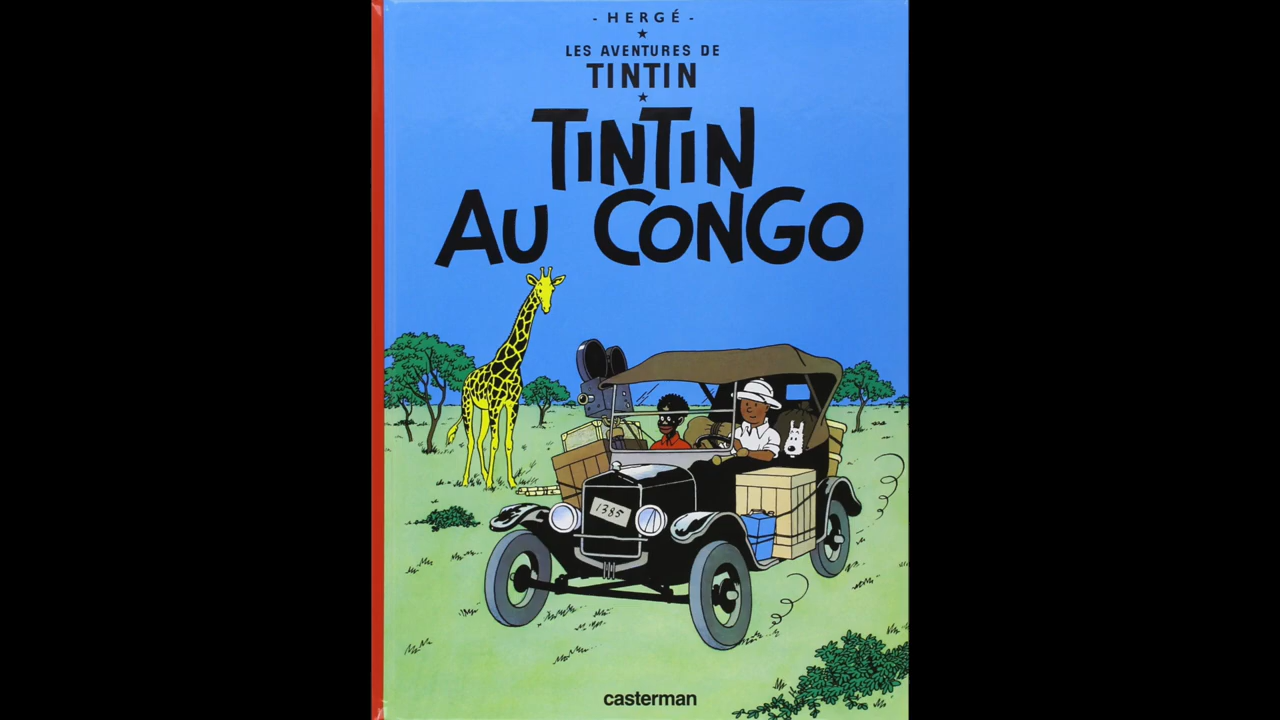 - HERGÉ -
LES AVENTURES DE
TINTIN
TINTIN
AU CONGO
1385
casterman